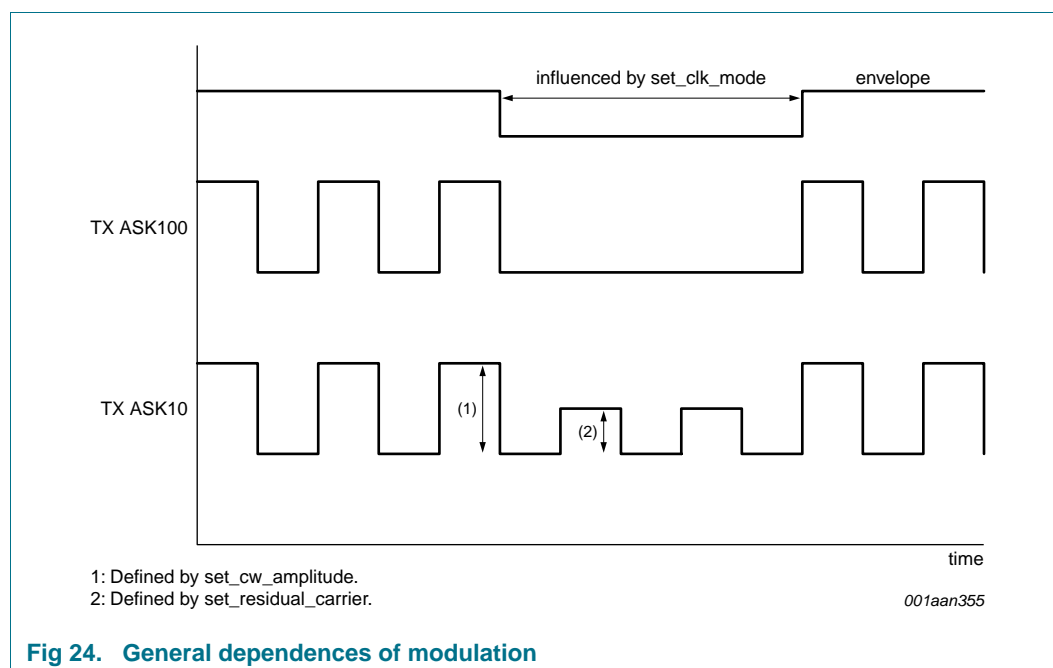 influenced by set_clk_mode
envelope
TX ASK100
TX ASK10
(1)
(2)
time
1: Defined by set_cw_amplitude.
2: Defined by set_residual_carrier.
001aan355
Fig 24. General dependences of modulation